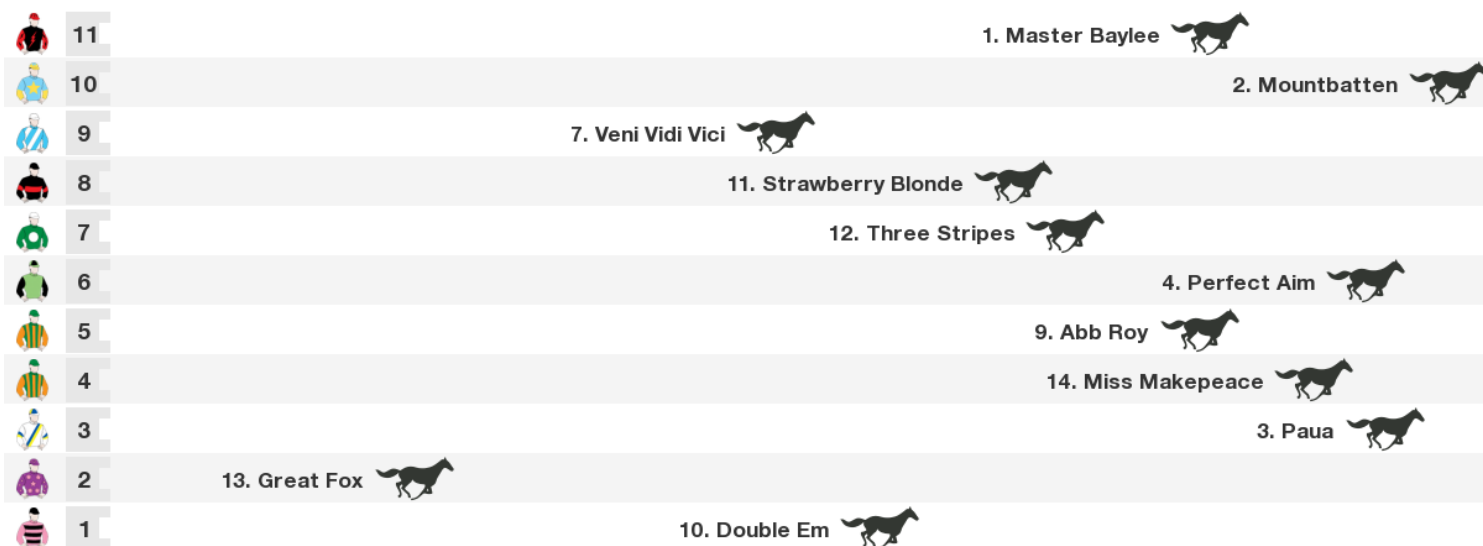 11 1. Master Baylee
10 2. Mountbatten
9 7. Veni Vidi Vici
8 11. Strawberry Blonde
7 12. Three Stripes
6 4. Perfect Aim
5 9. Abb Roy
4 14. Miss Makepeace
3 3. Paua
2 13. Great Fox
1 10. Double Em